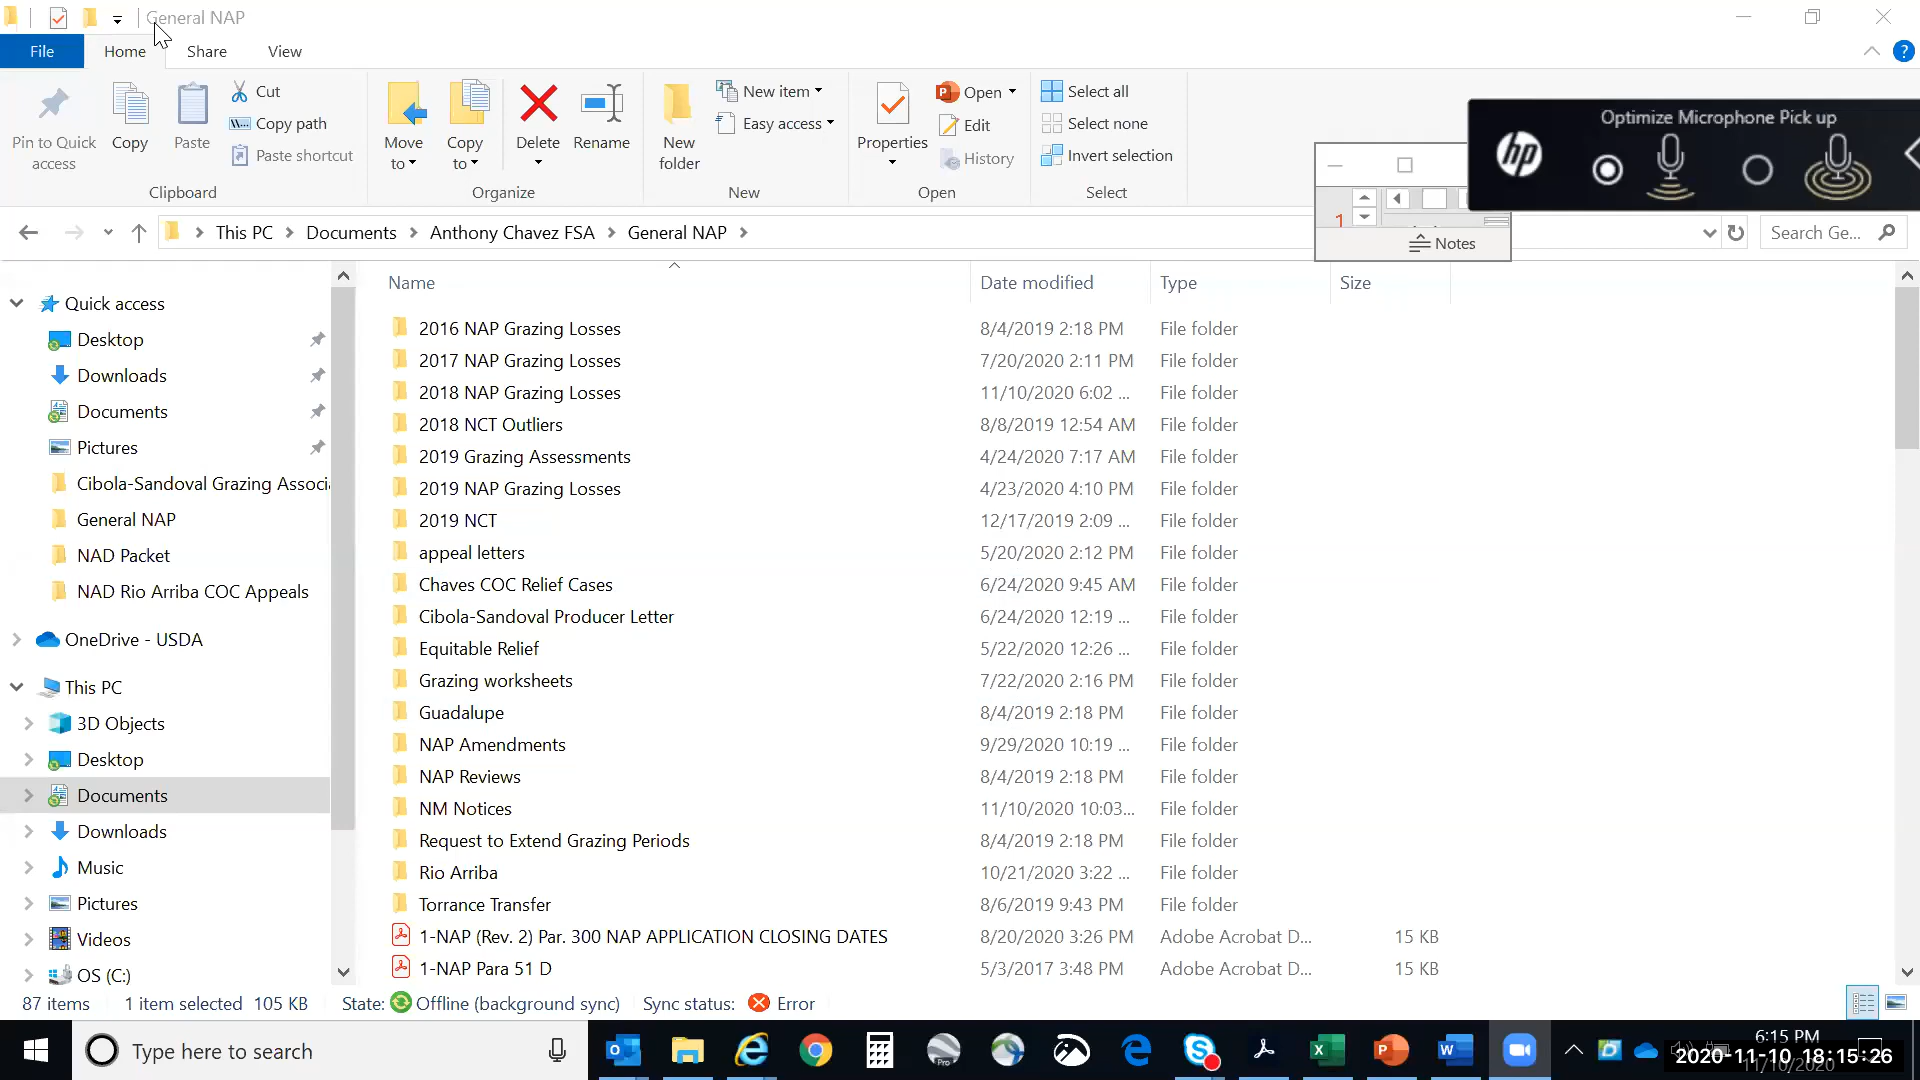 General NAP
File Home Share View
Pin to Quick access
Copy
Paste
Cut
Copy path
Paste shortcut
Clipboard
Move to
Copy to
Delete
Rename
Organize
New folder
New item
Easy access
New
Properties
Open
Edit
History
Open
Select all
Select none
Invert selection
Select
Optimize Microphone Pick up
hp
1
Notes
This PC Documents Anthony Chavez FSA General NAP
Search Ge...
Quick access
Desktop
Downloads
Documents
Pictures
Cibola-Sandoval Grazing Associ
General NAP
NAD Packet
NAD Rio Arriba COC Appeals
OneDrive - USDA
This PC
3D Objects
Desktop
Documents
Downloads
Music
Pictures
Videos
OS (C:)
Name Date modified Type Size
2016 NAP Grazing Losses 8/4/2019 2:18 PM File folder
2017 NAP Grazing Losses 7/20/2020 2:11 PM File folder
2018 NAP Grazing Losses 11/10/2020 6:02 ... File folder
2018 NCT Outliers 8/8/2019 12:54 AM File folder
2019 Grazing Assessments 4/24/2020 7:17 AM File folder
2019 NAP Grazing Losses 4/23/2020 4:10 PM File folder
2019 NCT 12/17/2019 2:09 ... File folder
appeal letters 5/20/2020 2:12 PM File folder
Chaves COC Relief Cases 6/24/2020 9:45 AM File folder
Cibola-Sandoval Producer Letter 6/24/2020 12:19 ... File folder
Equitable Relief 5/22/2020 12:26 ... File folder
Grazing worksheets 7/22/2020 2:16 PM File folder
Guadalupe 8/4/2019 2:18 PM File folder
NAP Amendments 9/29/2020 10:19 ... File folder
NAP Reviews 8/4/2019 2:18 PM File folder
NM Notices 11/10/2020 10:03... File folder
Request to Extend Grazing Periods 8/4/2019 2:18 PM File folder
Rio Arriba 10/21/2020 3:22 ... File folder
Torrance Transfer 8/6/2019 9:43 PM File folder
1-NAP (Rev. 2) Par. 300 NAP APPLICATION CLOSING DATES 8/20/2020 3:26 PM Adobe Acrobat D... 15 KB
1-NAP Para 51 D 5/3/2017 3:48 PM Adobe Acrobat D... 15 KB
87 items 1 item selected 105 KB State: Offline (background sync) Sync status: Error
Type here to search
6:15 PM
2020-11-10 18:15:26
11/10/2020